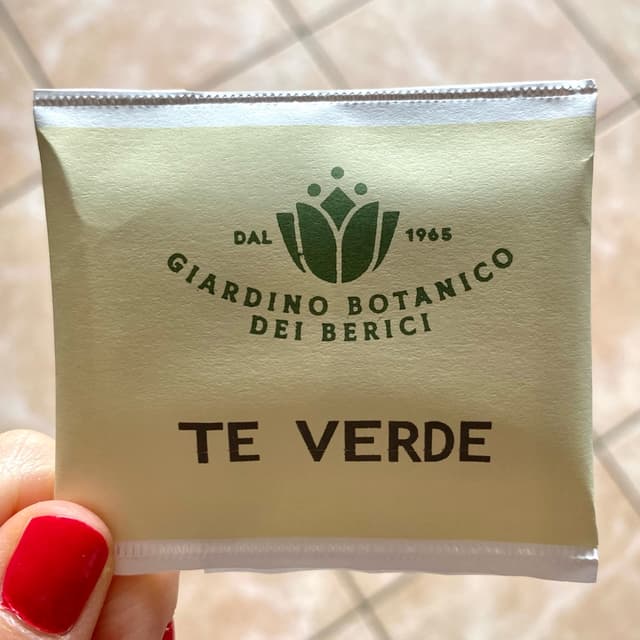 DAL 1965
GIARDINO BOTANICO
DEI BERICI
TE VERDE